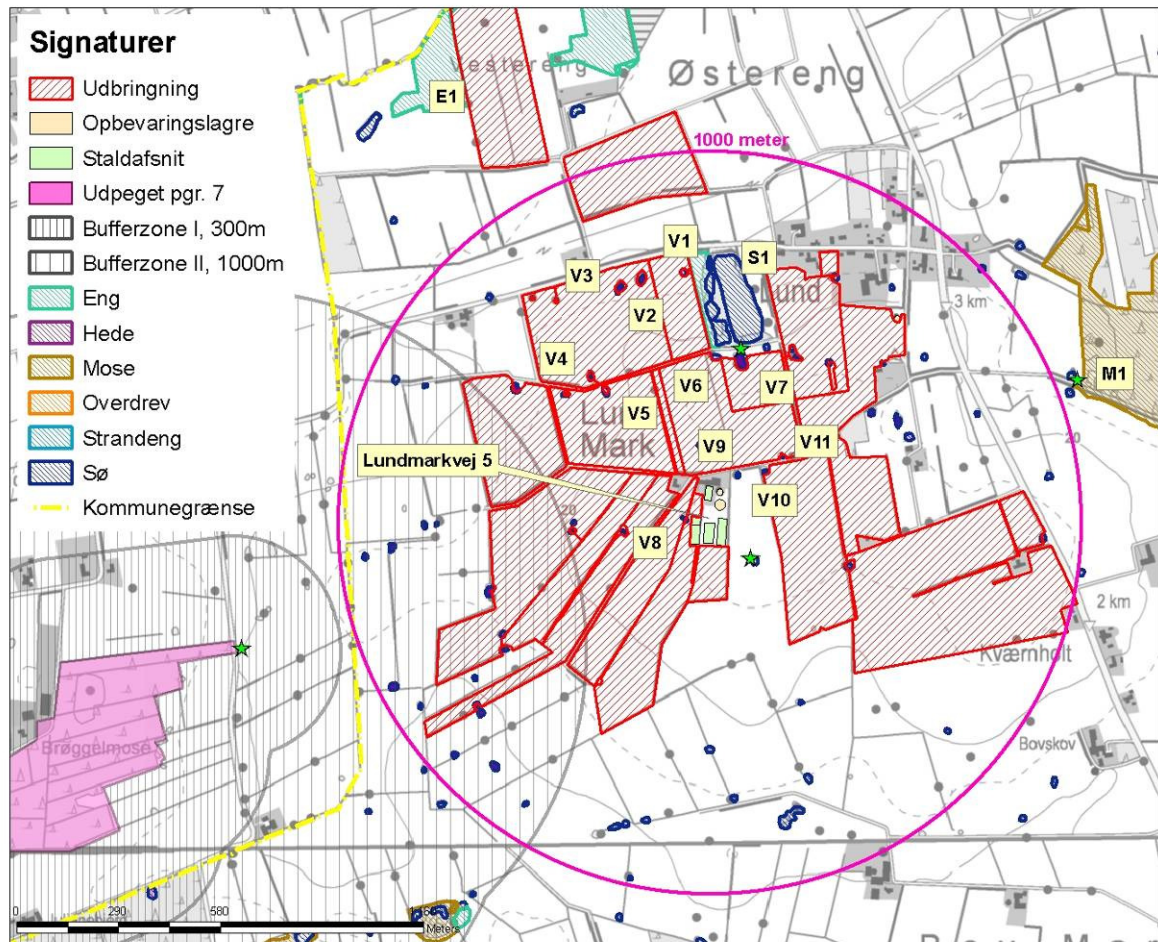 Signaturer
Udbringning
Opbevaringslagre
Staldafsnit
Udpeget pgr. 7
Bufferzone I, 300m
Bufferzone II, 1000m
Eng
Hede
Mose
Overdrev
Strandeng
Sø
Kommunegrænse
Vestereng
Østereng
E1
1000 meter
V1
S1
V3
Lund
V2
3 km
V4
V6
V7
M1
V5
Mark
V9
V11
20
Lundmarkvej 5
V10
20
V8
2 km
Kværnholt
Brøggelmose
Bovskov
0
290
580
Meters